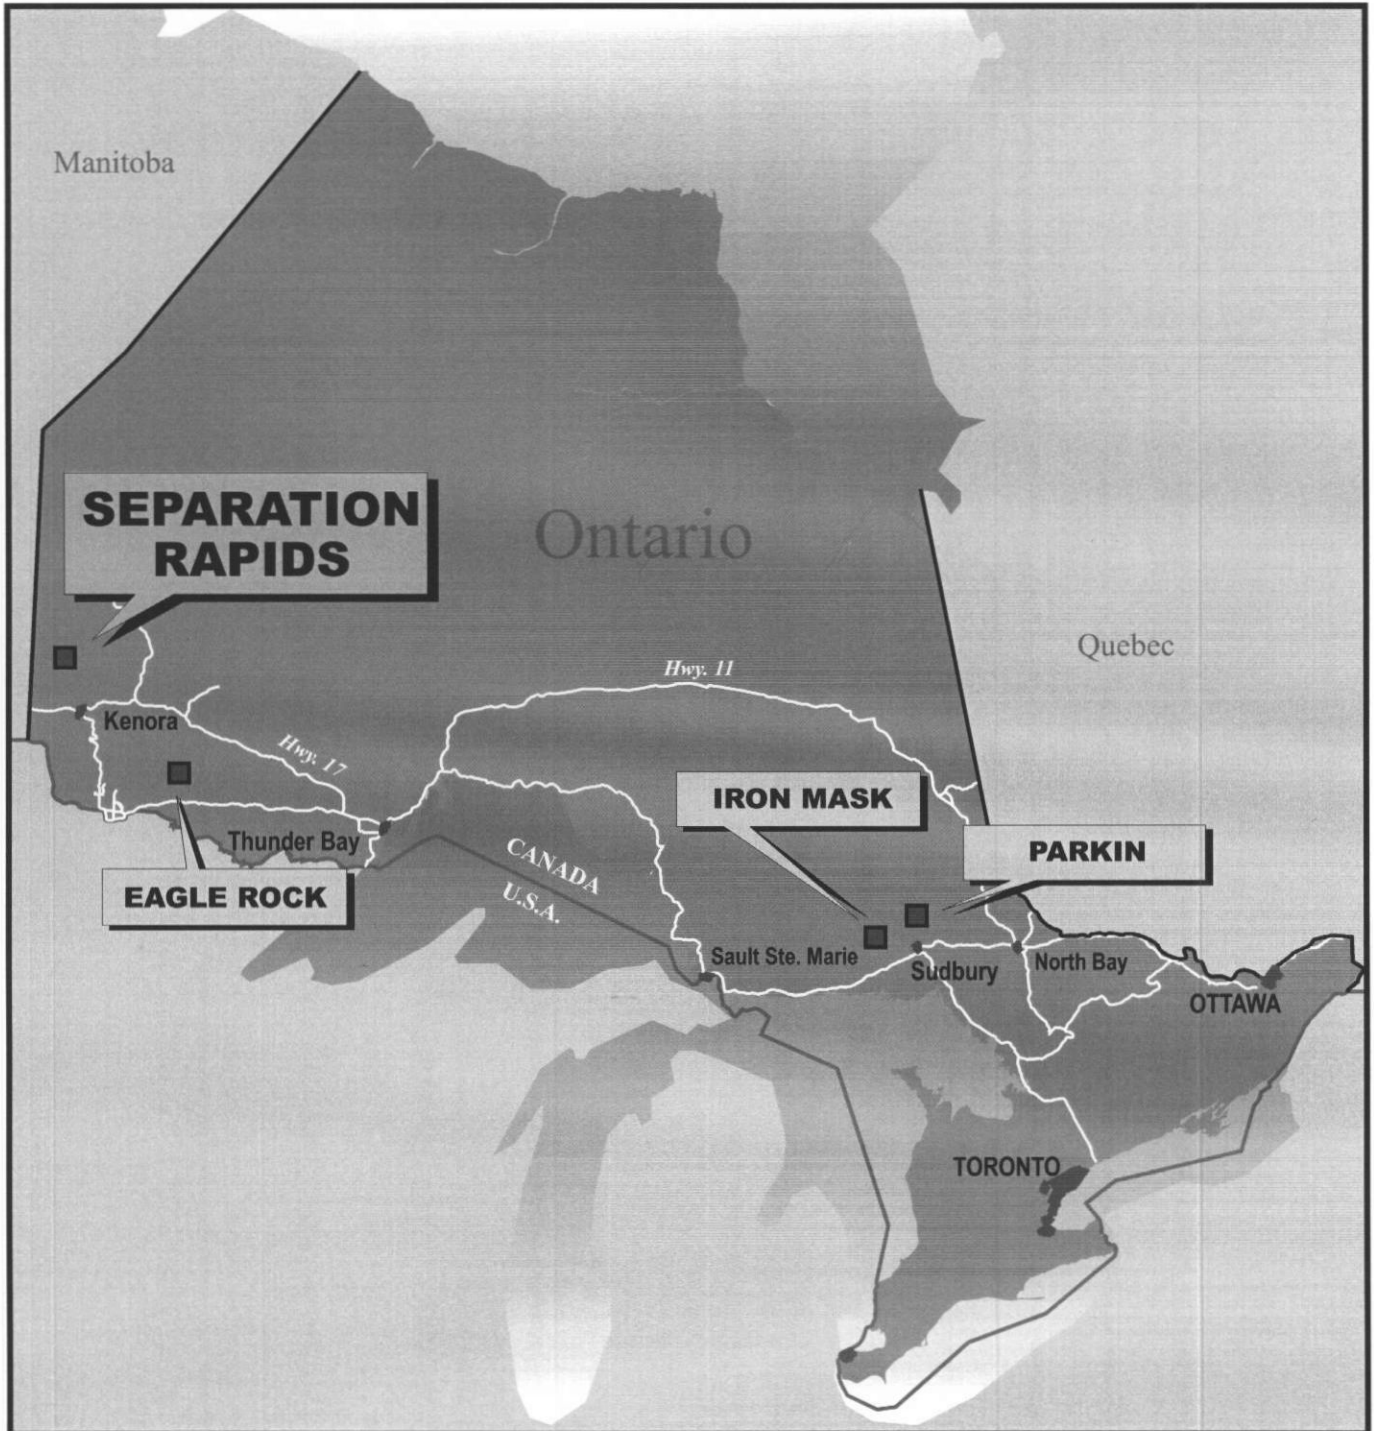 Manitoba
SEPARATION
RAPIDS
Ontario
Quebec
Hwy. 11
Kenora
Hwy. 17
IRON MASK
Thunder Bay
PARKIN
CANADA
U.S.A.
EAGLE ROCK
Sault Ste. Marie
Sudbury
North Bay
OTTAWA
TORONTO